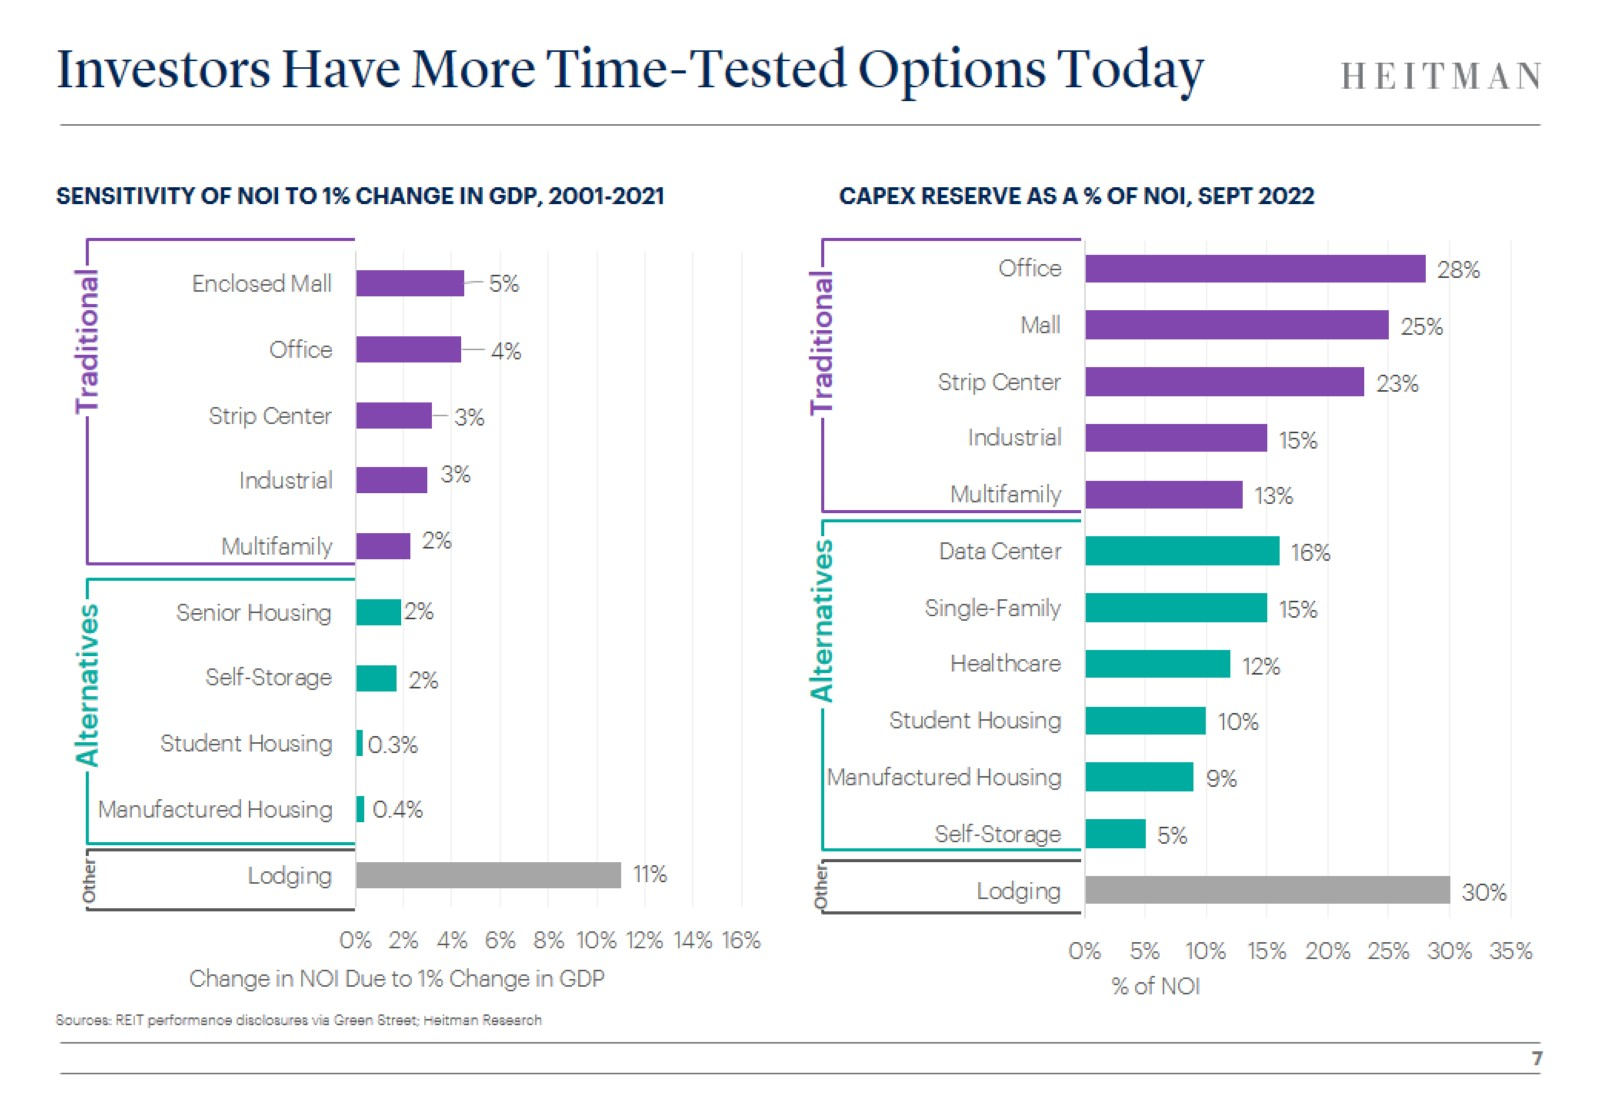 Investors Have More Time-Tested Options Today
HEITMAN
SENSITIVITY OF NOI TO 1% CHANGE IN GDP, 2001-2021
Traditional
Enclosed Mall 5%
Office 4%
Strip Center 3%
Industrial 3%
Multifamily 2%
Alternatives
Senior Housing 2%
Self-Storage 2%
Student Housing 0.3%
Manufactured Housing 0.4%
Other
Lodging 11%
0% 2% 4% 6% 8% 10% 12% 14% 16%
Change in NOI Due to 1% Change in GDP
CAPEX RESERVE AS A % OF NOI, SEPT 2022
Traditional
Office 28%
Mall 25%
Strip Center 23%
Industrial 15%
Multifamily 13%
Alternatives
Data Center 16%
Single-Family 15%
Healthcare 12%
Student Housing 10%
Manufactured Housing 9%
Self-Storage 5%
Other
Lodging 30%
0% 5% 10% 15% 20% 25% 30% 35%
% of NOI
Sources: REIT performance disclosures via Green Street; Heitman Research
7